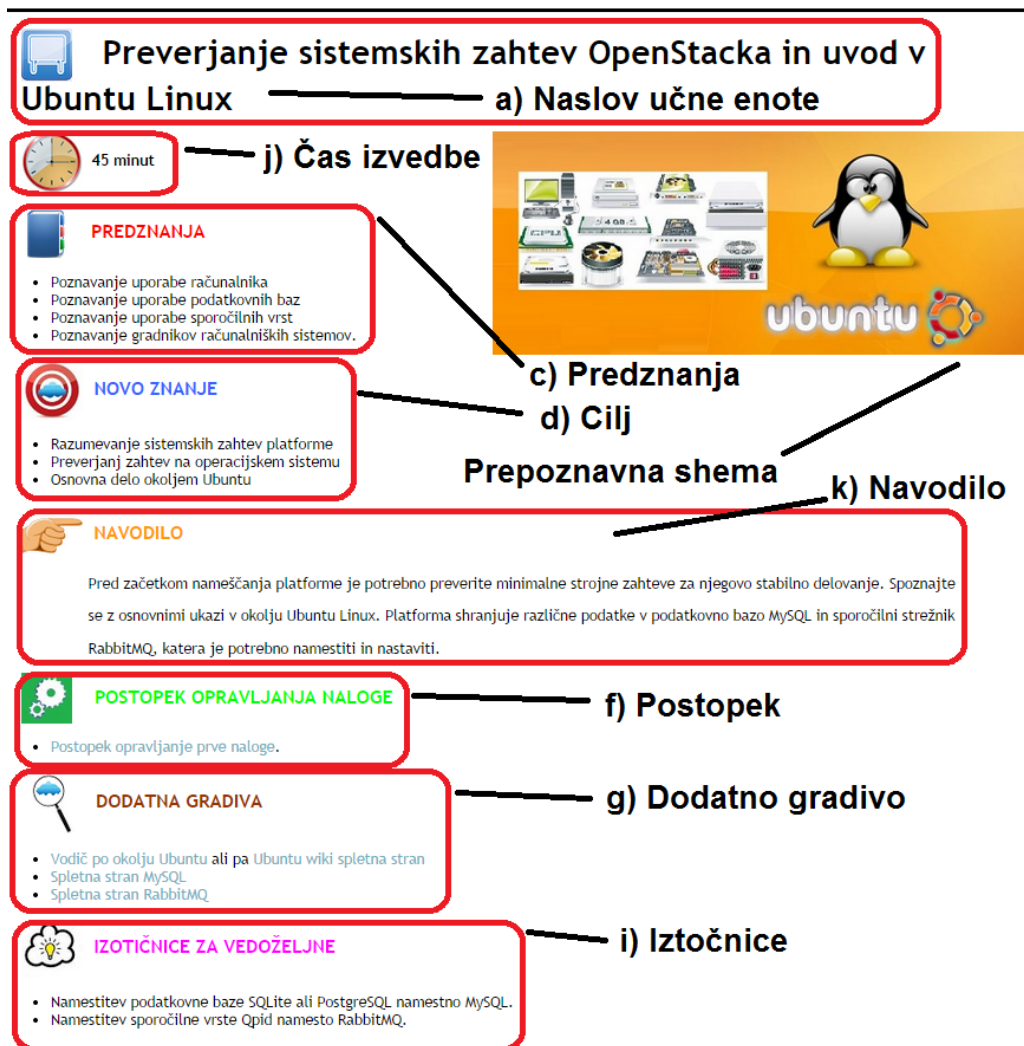 Preverjanje sistemskih zahtev OpenStacka in uvod v
Ubuntu Linux
a) Naslov učne enote
45 minut
j) Čas izvedbe
CPU
4 GB
ubuntu
PREDZNANJA
Poznavanje uporabe računalnika
Poznavanje uporabe podatkovnih baz
Poznavanje uporabe sporočilnih vrst
Poznavanje gradnikov računalniških sistemov.
c) Predznanja
NOVO ZNANJE
d) Cilj
Razumevanje sistemskih zahtev platforme
Preverjanj zahtev na operacijskem sistemu
Osnovna delo okoljem Ubuntu
Prepoznavna shema
k) Navodilo
NAVODILO
Pred začetkom nameščanja platforme je potrebno preverite minimalne strojne zahteve za njegovo stabilno delovanje. Spoznajte
se z osnovnimi ukazi v okolju Ubuntu Linux. Platforma shranjuje različne podatke v podatkovno bazo MySQL in sporočilni strežnik
RabbitMQ, katera je potrebno namestiti in nastaviti.
POSTOPEK OPRAVLJANJA NALOGE
f) Postopek
Postopek opravljanje prve naloge.
DODATNA GRADIVA
g) Dodatno gradivo
Vodič po okolju Ubuntu ali pa Ubuntu wiki spletna stran
Spletna stran MySQL
Spletna stran RabbitMQ
IZOTIČNICE ZA VEDOŽELJNE
i) Iztočnice
Namestitev podatkovne baze SQLite ali PostgreSQL namestno MySQL.
Namestitev sporočilne vrste Qpid namesto RabbitMQ.